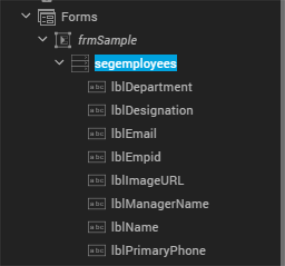 Forms
frmSample
segemployees
lblDepartment
lblDesignation
lblEmail
lblEmpid
lblImageURL
lblManagerName
lblName
lblPrimaryPhone